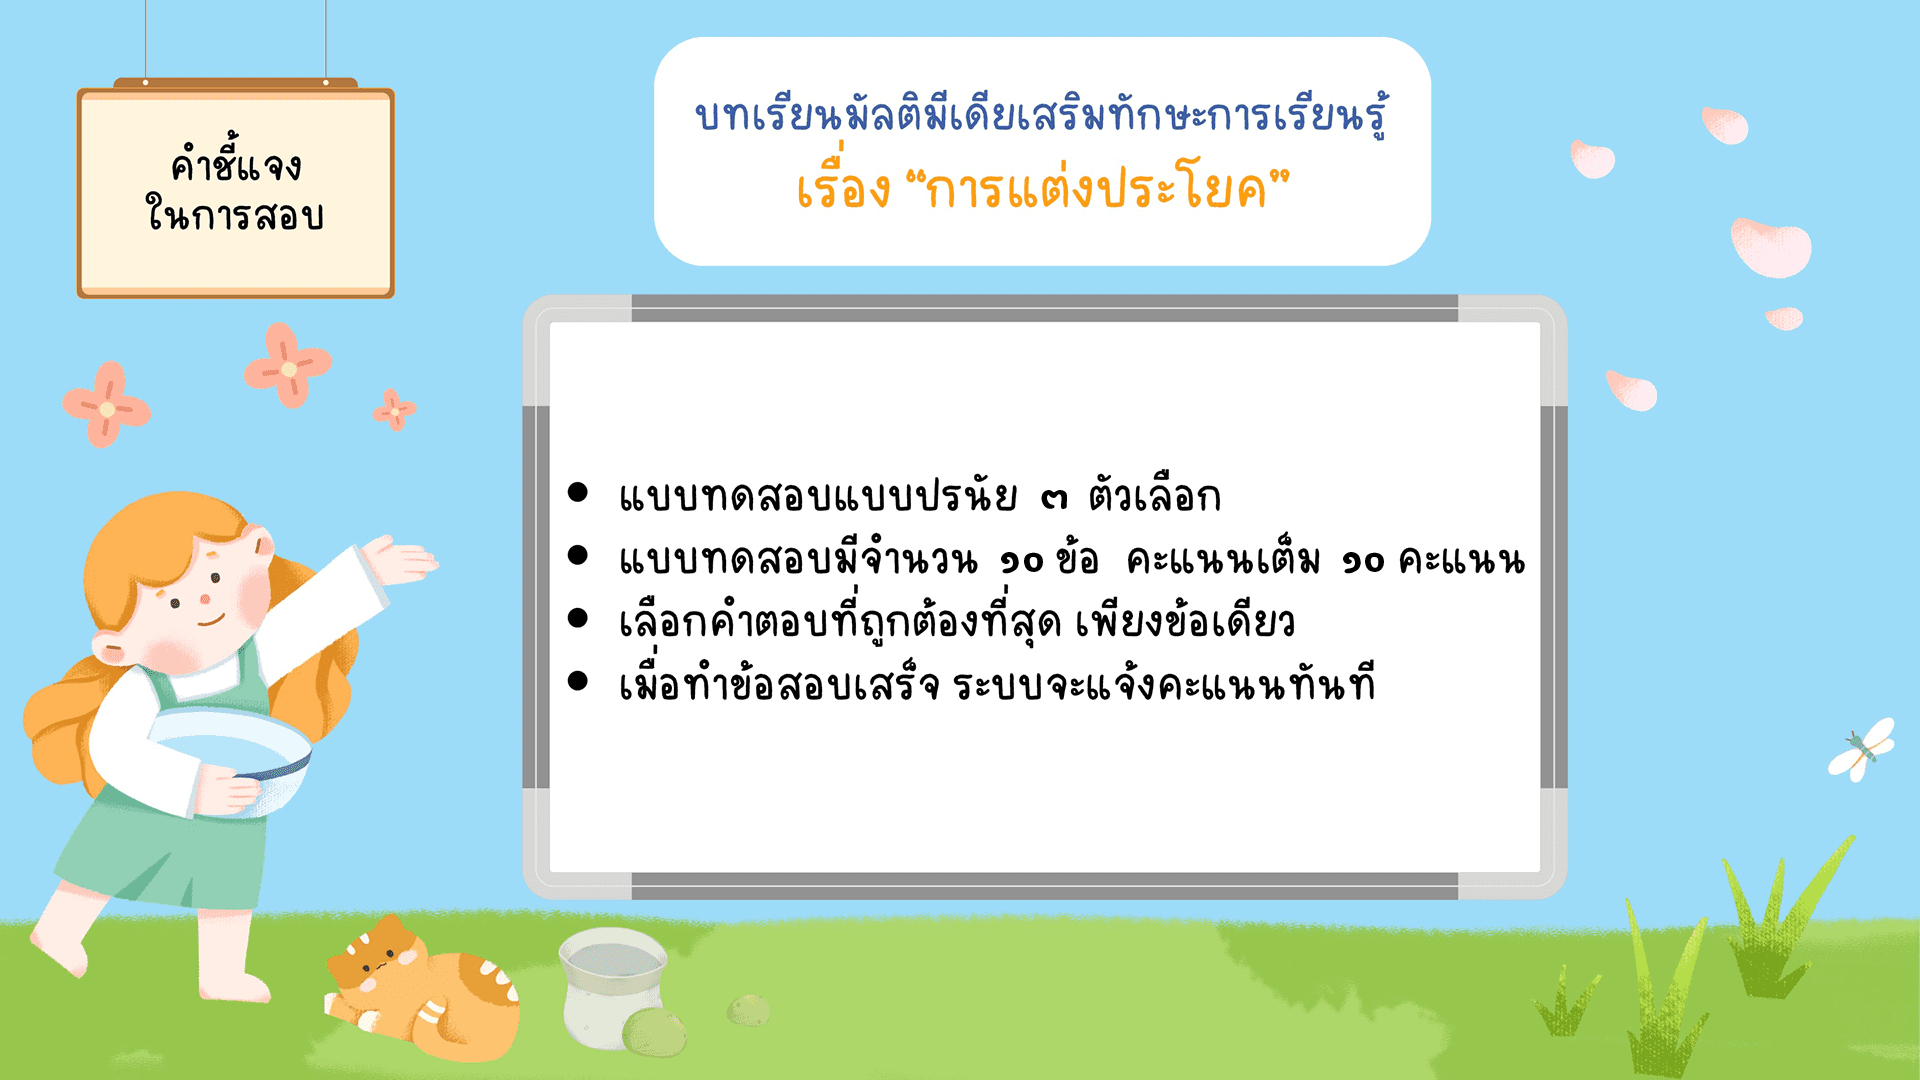 คำชี้แจง
ในการสอบ
บทเรียนมัลติมีเดียเสริมทักษะการเรียนรู้
เรื่อง “การแต่งประโยค”
• แบบทดสอบแบบปรนัย ๓ ตัวเลือก
• แบบทดสอบมีจำนวน ๑๐ ข้อ คะแนนเต็ม ๑๐ คะแนน
• เลือกคำตอบที่ถูกต้องที่สุด เพียงข้อเดียว
• เมื่อทำข้อสอบเสร็จ ระบบจะแจ้งคะแนนทันที